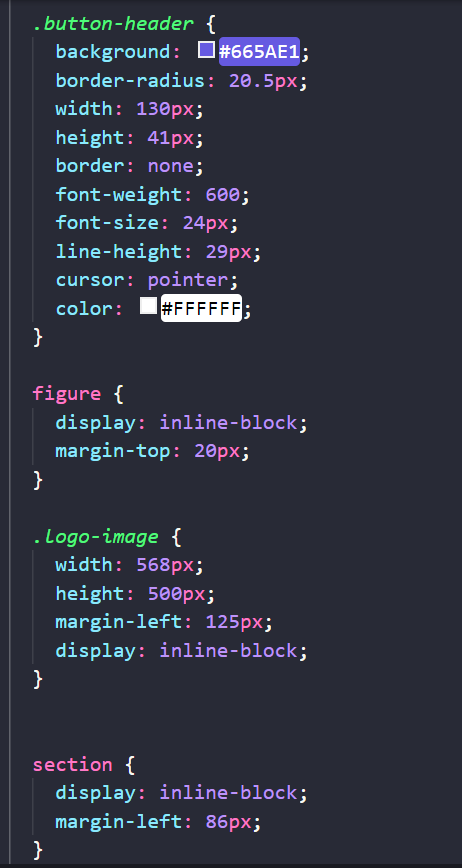 .button-header {
background: #665AE1;
border-radius: 20.5px;
width: 130px;
height: 41px;
border: none;
font-weight: 600;
font-size: 24px;
line-height: 29px;
cursor: pointer;
color: #FFFFFF;
}
figure {
display: inline-block;
margin-top: 20px;
}
.logo-image {
width: 568px;
height: 500px;
margin-left: 125px;
display: inline-block;
}
section {
display: inline-block;
margin-left: 86px;
}